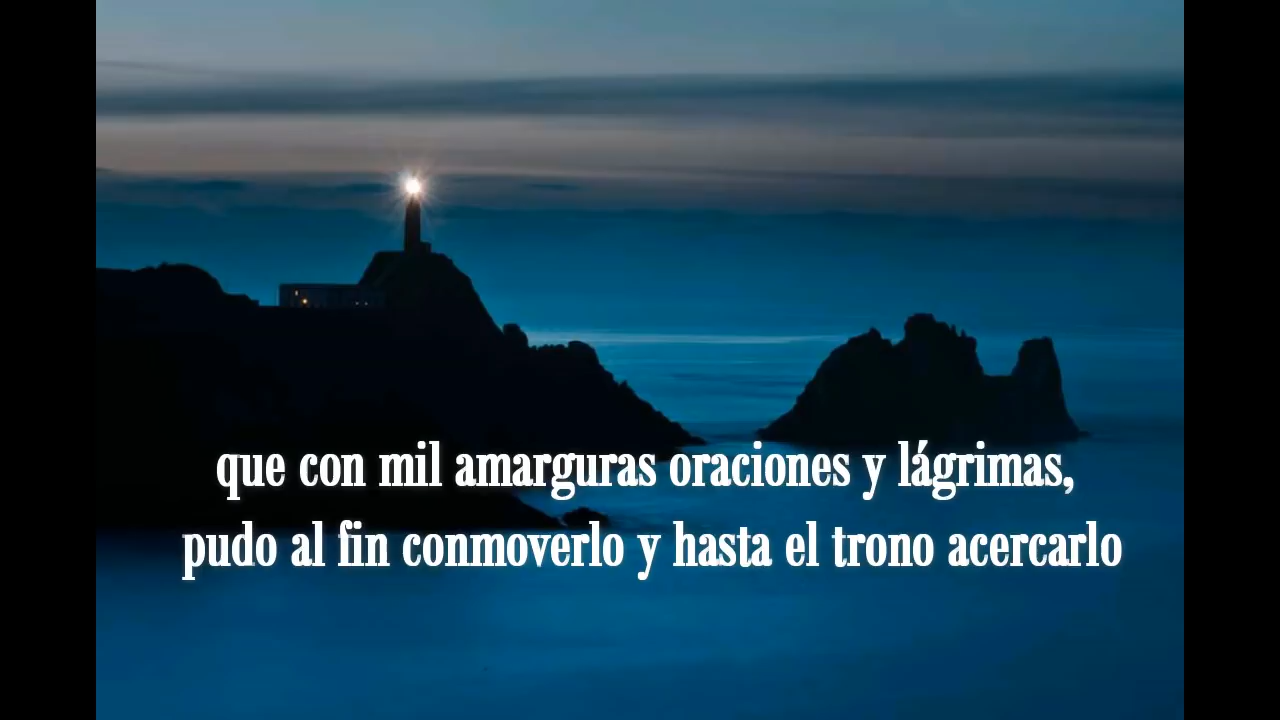 que con mil amarguras oraciones y lágrimas,
pudo al fin conmoverlo y hasta el trono acercarlo